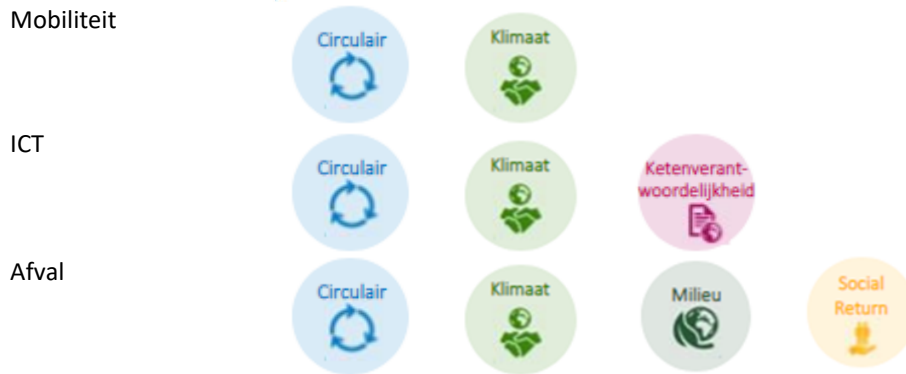 Mobiliteit
Circulair
Klimaat
ICT
Circulair
Klimaat
Ketenverant-
woordelijkheid
Afval
Circulair
Klimaat
Milieu
Social
Return